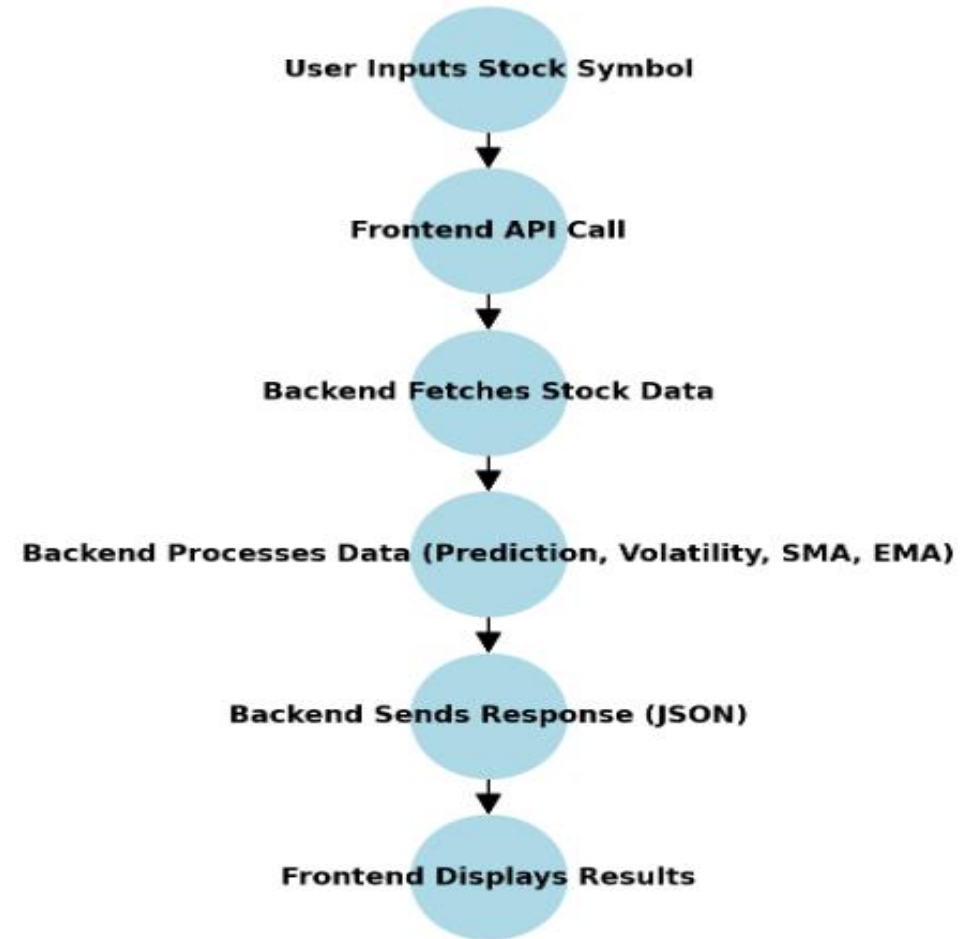 User Inputs Stock Symbol
Frontend API Call
Backend Fetches Stock Data
Backend Processes Data (Prediction, Volatility, SMA, EMA)
Backend Sends Response (JSON)
Frontend Displays Results